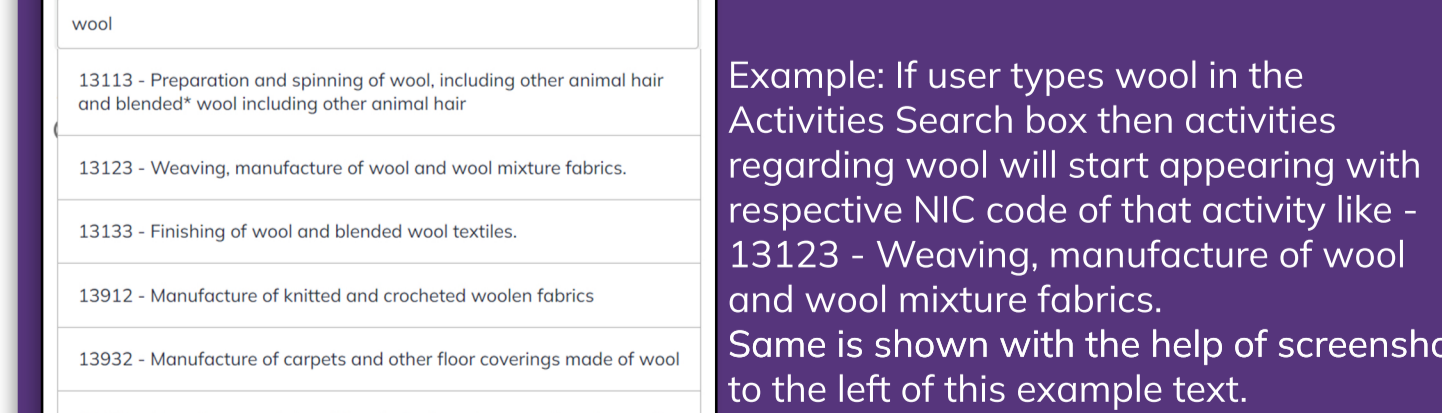 wool
13113 - Preparation and spinning of wool, including other animal hair
and blended* wool including other animal hair
13123 - Weaving, manufacture of wool and wool mixture fabrics.
13133 - Finishing of wool and blended wool textiles.
13912 - Manufacture of knitted and crocheted woolen fabrics
13932 - Manufacture of carpets and other floor coverings made of wool
Example: If user types wool in the
Activities Search box then activities
regarding wool will start appearing with
respective NIC code of that activity like -
13123 - Weaving, manufacture of wool
and wool mixture fabrics.
Same is shown with the help of
to the left of this example text.